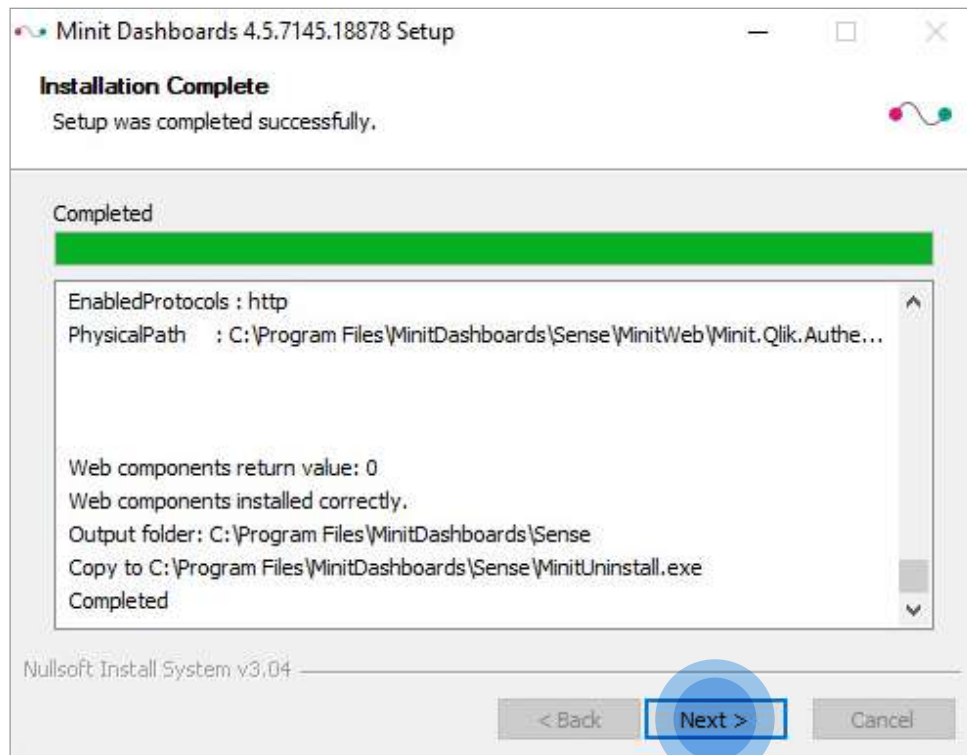 Minit Dashboards 4.5.7145.18878 Setup
Installation Complete
Setup was completed successfully.
Completed
EnabledProtocols : http
PhysicalPath : C:\Program Files\MinitDashboards\Sense\MinitWeb\Minit.Qlik.Authe...
Web components return value: 0
Web components installed correctly.
Output folder: C:\Program Files\MinitDashboards\Sense
Copy to C:\Program Files\MinitDashboards\Sense\MinitUninstall.exe
Completed
Nullsoft Install System v3.04
< Back Next > Cancel